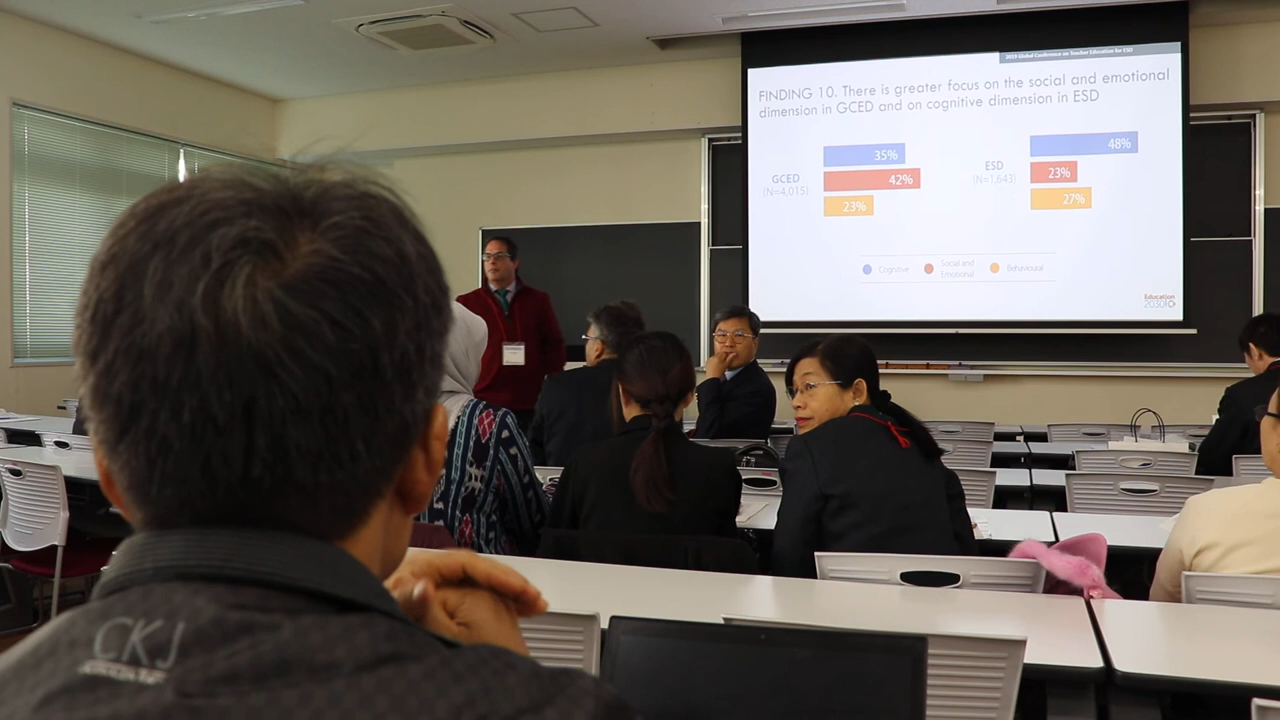 2019 Global Conference on Teacher Education for ESD
FINDING 10. There is greater focus on the social and emotional
dimension in GCED and on cognitive dimension in ESD
GCED
(N=4,015)
35%
42%
23%
ESD
(N=1,643)
48%
23%
27%
Cognitive
Social and
Emotional
Behavioural
Education
2030
CKJ